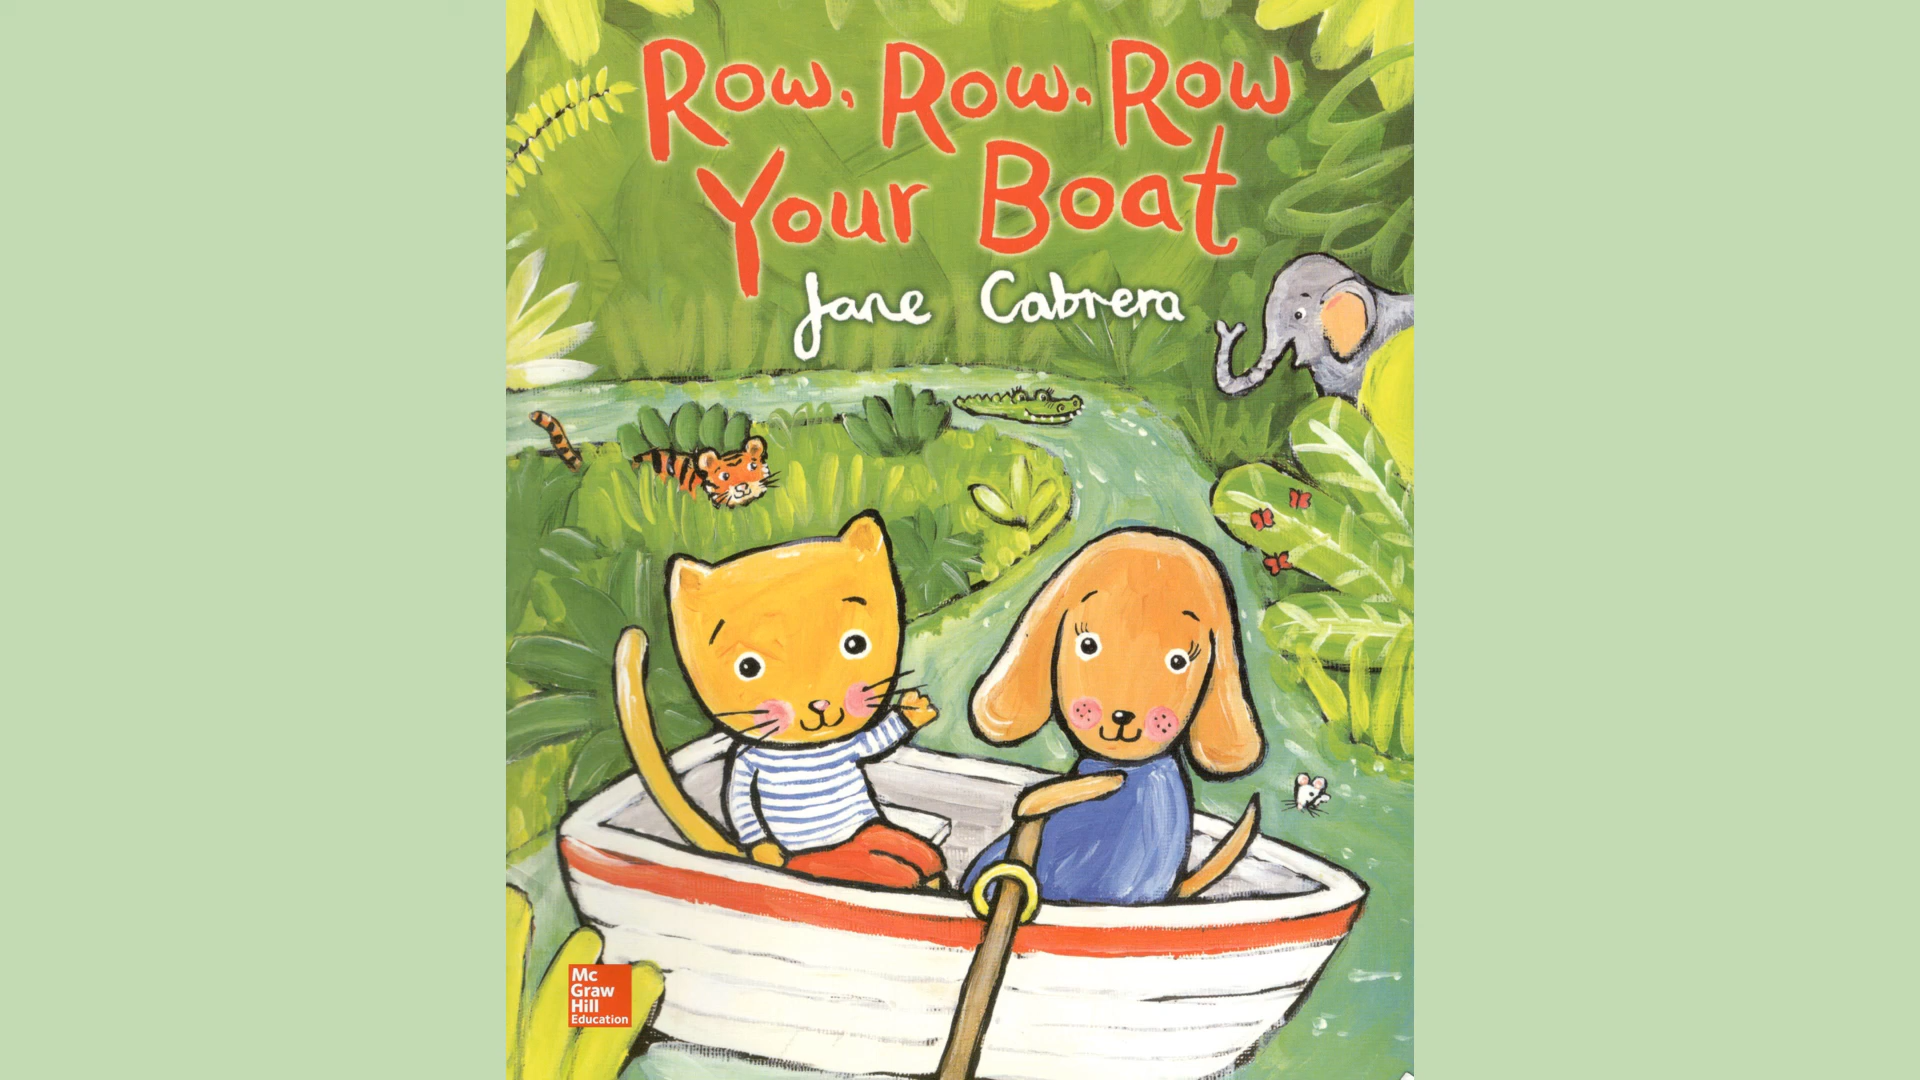 Row, Row, Row
Your Boat
Jane Cabrera
Mc
Graw
Hill
Education